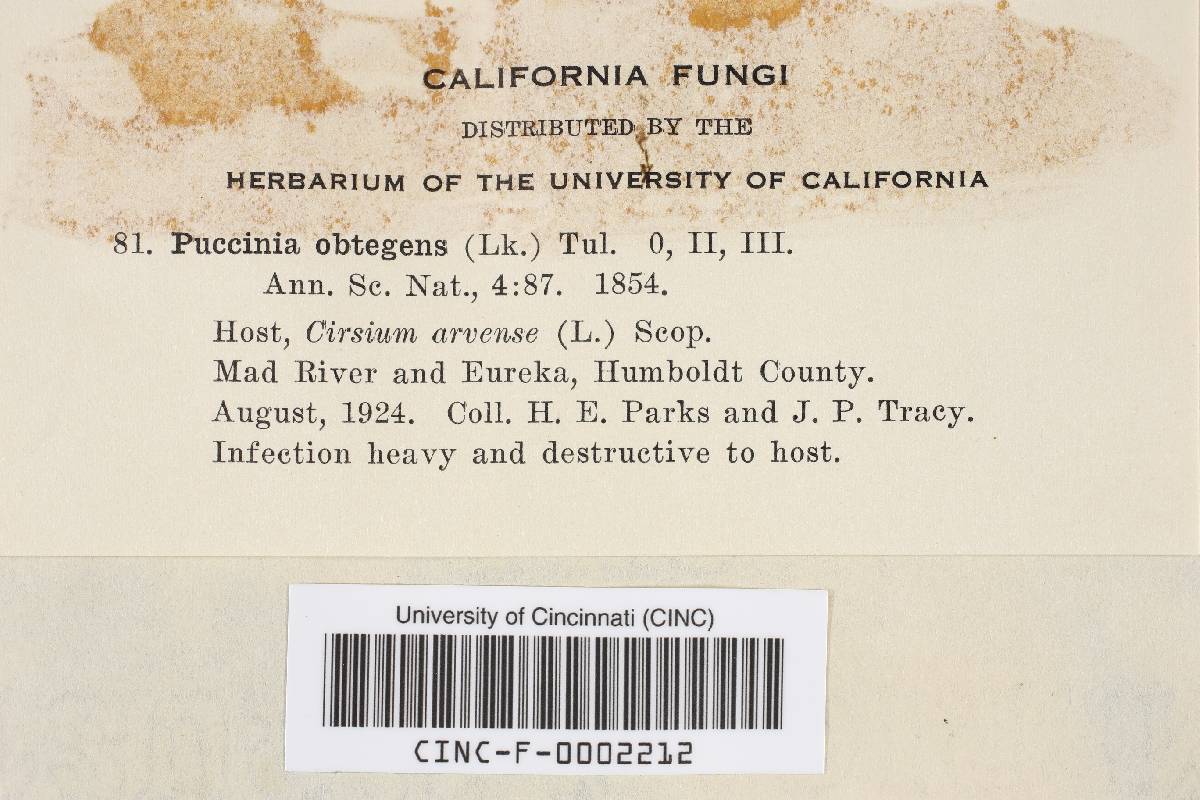 CALIFORNIA FUNGI
DISTRIBUTED BY THE
HERBARIUM OF THE UNIVERSITY OF CALIFORNIA
81. Puccinia obtegens (Lk.) Tul. 0, II, III.
Ann. Sc. Nat., 4:87. 1854.
Host, Cirsium arvense (L.) Scop.
Mad River and Eureka, Humboldt County.
August, 1924. Coll. H. E. Parks and J. P. Tracy.
Infection heavy and destructive to host.
University of Cincinnati (CINC)
CINC-F-0002212